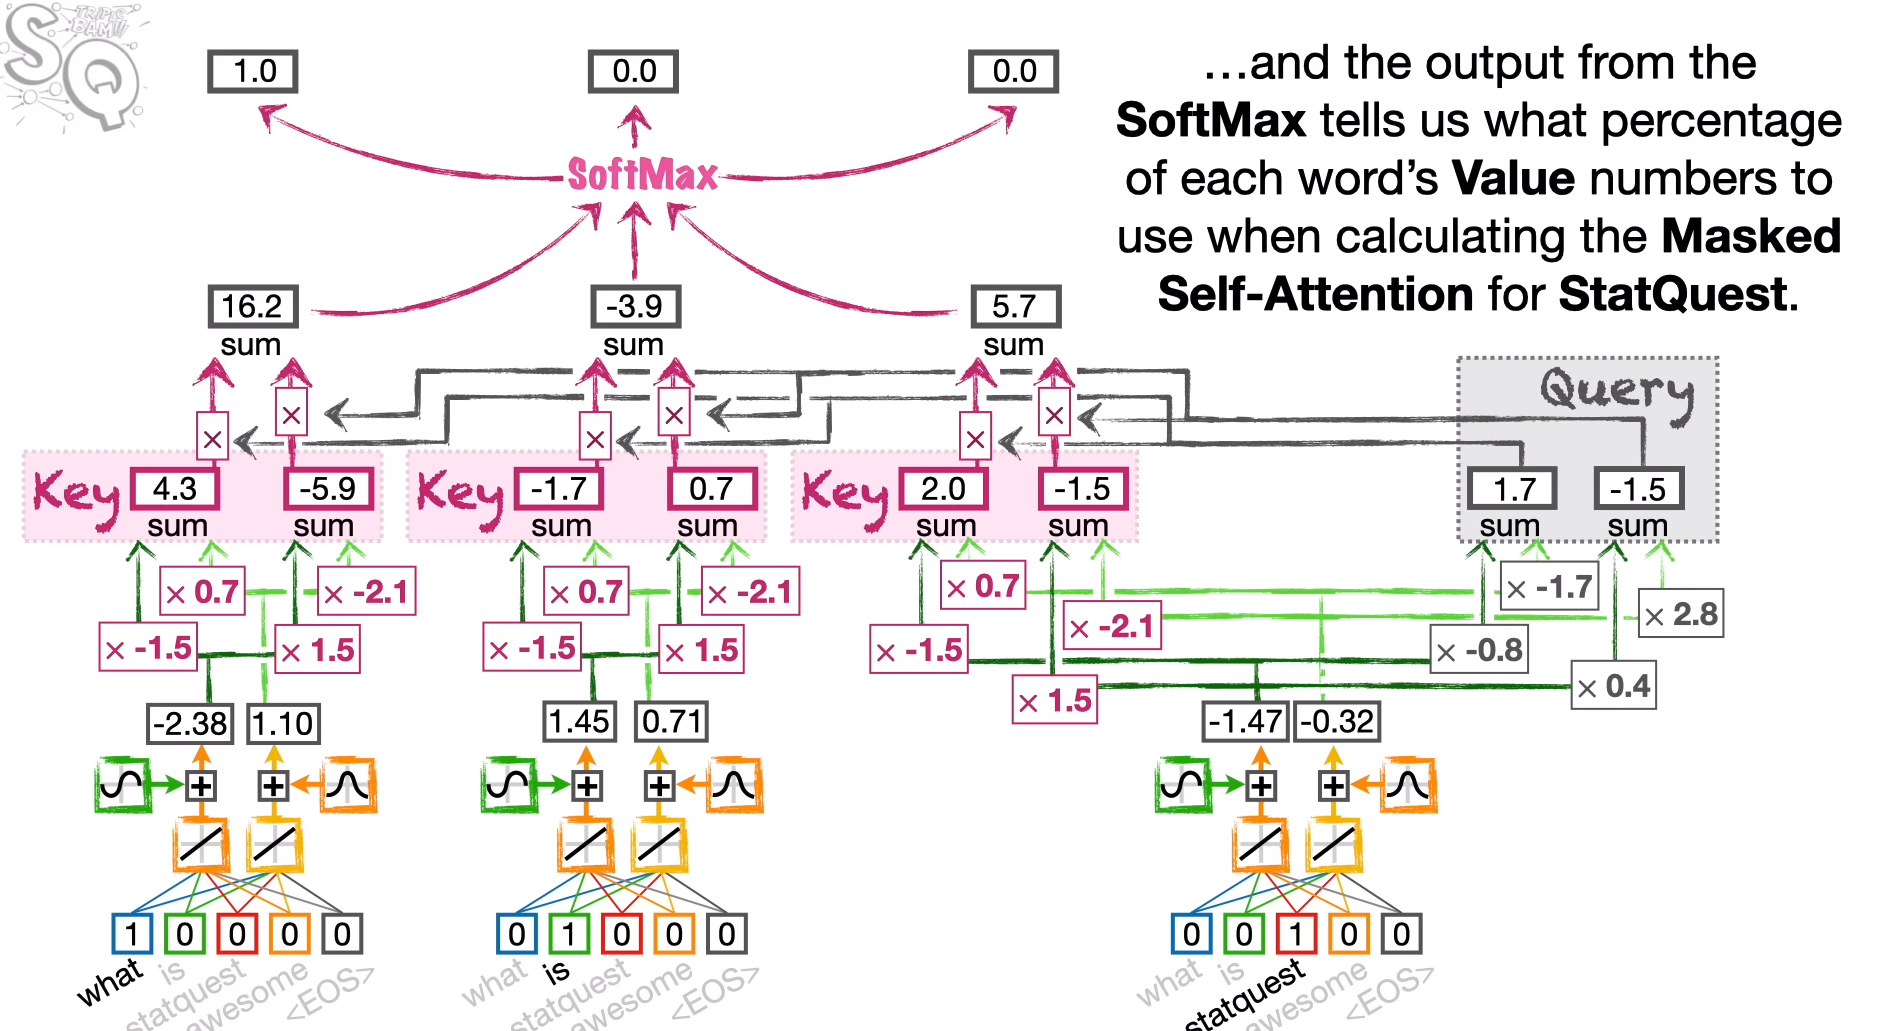 SQ
TRIPLE
BAM!!!
…and the output from the
SoftMax tells us what percentage
of each word’s Value numbers to
use when calculating the Masked
Self-Attention for StatQuest.
1.0 0.0 0.0
SoftMax
16.2 -3.9 5.7
sum sum sum
Query
× × ×
× × ×
Key 4.3 -5.9 Key -1.7 0.7 Key 2.0 -1.5 1.7 -1.5
sum sum sum sum sum sum sum sum
× 0.7 × -2.1 × 0.7 × -2.1 × 0.7 × -1.7
× -2.1 × 2.8
× -1.5 × 1.5 × -1.5 × 1.5 × -1.5 × -0.8
× 1.5 × 0.4
-2.38 1.10 1.45 0.71 -1.47 -0.32
+ + + + + +
1 0 0 0 0 0 1 0 0 0 0 0 1 0 0
what is statquest awesome <EOS>
what is statquest awesome <EOS>
what is statquest awesome <EOS>